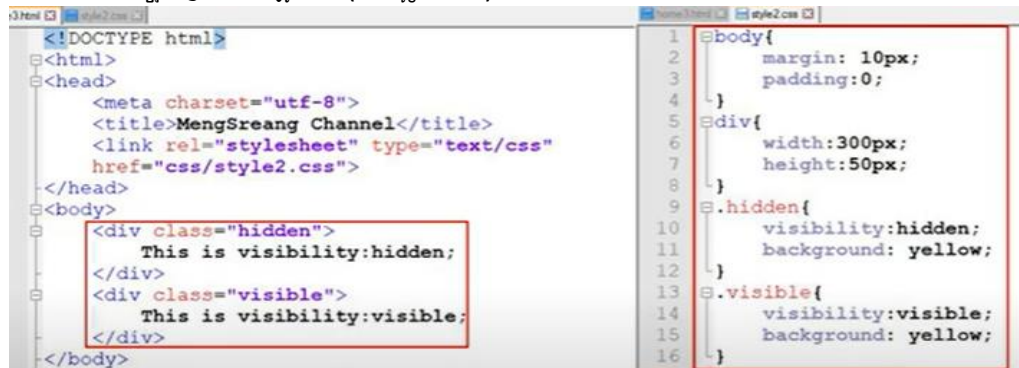 3.html style2.css
<!DOCTYPE html>
<html>
<head>
<meta charset="utf-8">
<title>MengSreang Channel</title>
<link rel="stylesheet" type="text/css"
href="css/style2.css">
</head>
<body>
<div class="hidden">
This is visibility:hidden;
</div>
<div class="visible">
This is visibility:visible;
</div>
</body>
home3.html style2.css
1 body{
2 margin: 10px;
3 padding:0;
4 }
5 div{
6 width:300px;
7 height:50px;
8 }
9 .hidden{
10 visibility:hidden;
11 background: yellow;
12 }
13 .visible{
14 visibility:visible;
15 background: yellow;
16 }